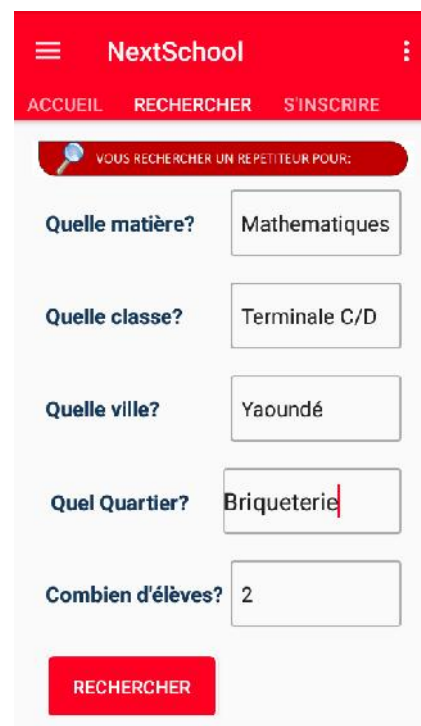 NextSchool
ACCUEIL RECHERCHER S'INSCRIRE
VOUS RECHERCHER UN REPETITEUR POUR:
Quelle matière? Mathematiques
Quelle classe? Terminale C/D
Quelle ville? Yaoundé
Quel Quartier? Briqueterie
Combien d'élèves? 2
RECHERCHER